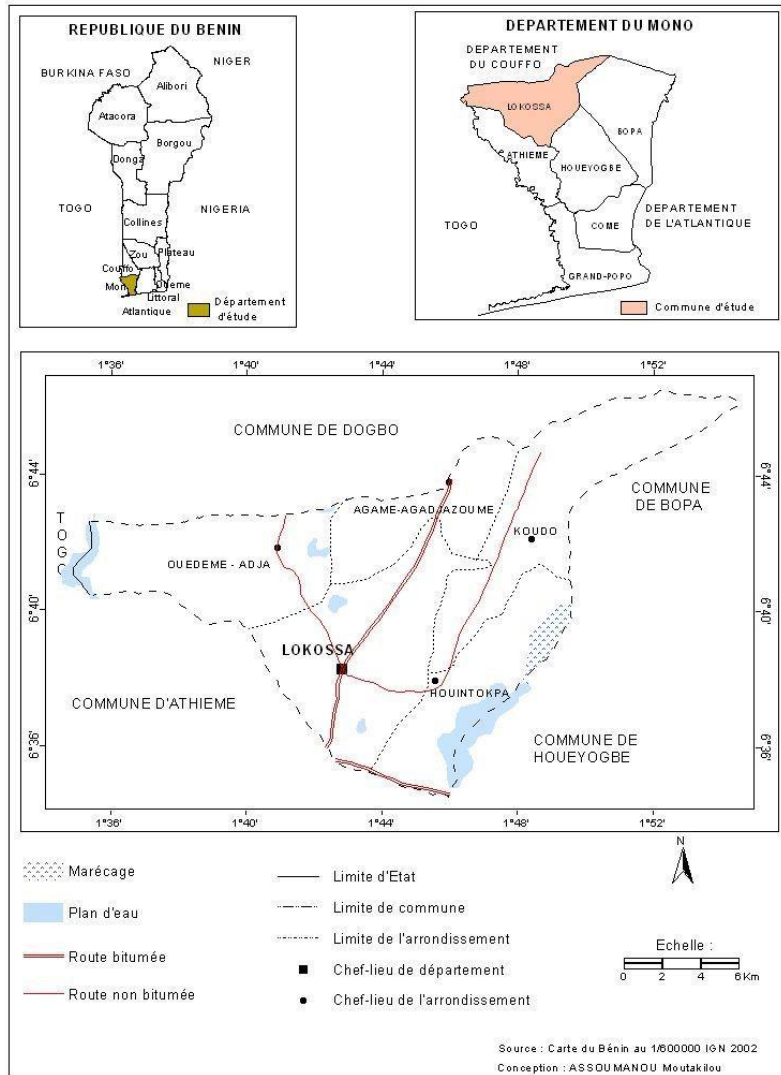 REPUBLIQUE DU BENIN
NIGER
BURKINA FASO
Alibori
Atacora
Borgou
Donga
TOGO
NIGERIA
Collines
Zou
Plateau
Couffo
Mono
Oueme
Littoral
Atlantique
Département
d'étude
DEPARTEMENT DU MONO
DEPARTEMENT
DU COUFFO
LOKOSSA
BOPA
ATHIEME
HOUEYOGBE
TOGO
COME
DEPARTEMENT
DE L'ATLANTIQUE
GRAND-POPO
Commune d'étude
1°36' 1°40' 1°44' 1°48' 1°52'
COMMUNE DE DOGBO
6°44' 6°44'
COMMUNE
DE BOPA
AGAME-AGADJAZOUME
TOGO
KOUDO
OUEDEME - ADJA
6°40' 6°40'
LOKOSSA
HOUINTOKPA
COMMUNE D'ATHIEME
COMMUNE DE
HOUEYOGBE
6°36' 6°36'
1°36' 1°40' 1°44' 1°48' 1°52'
Marécage
Plan d'eau
Route bitumée
Route non bitumée
Limite d'Etat
Limite de commune
Limite de l'arrondissement
Chef-lieu de département
Chef-lieu de l'arrondissement
N
Echelle :
0 2 4 6 Km
Source : Carte du Bénin au 1/600000 IGN 2002
Conception : ASSOUMANOU Moutakilou